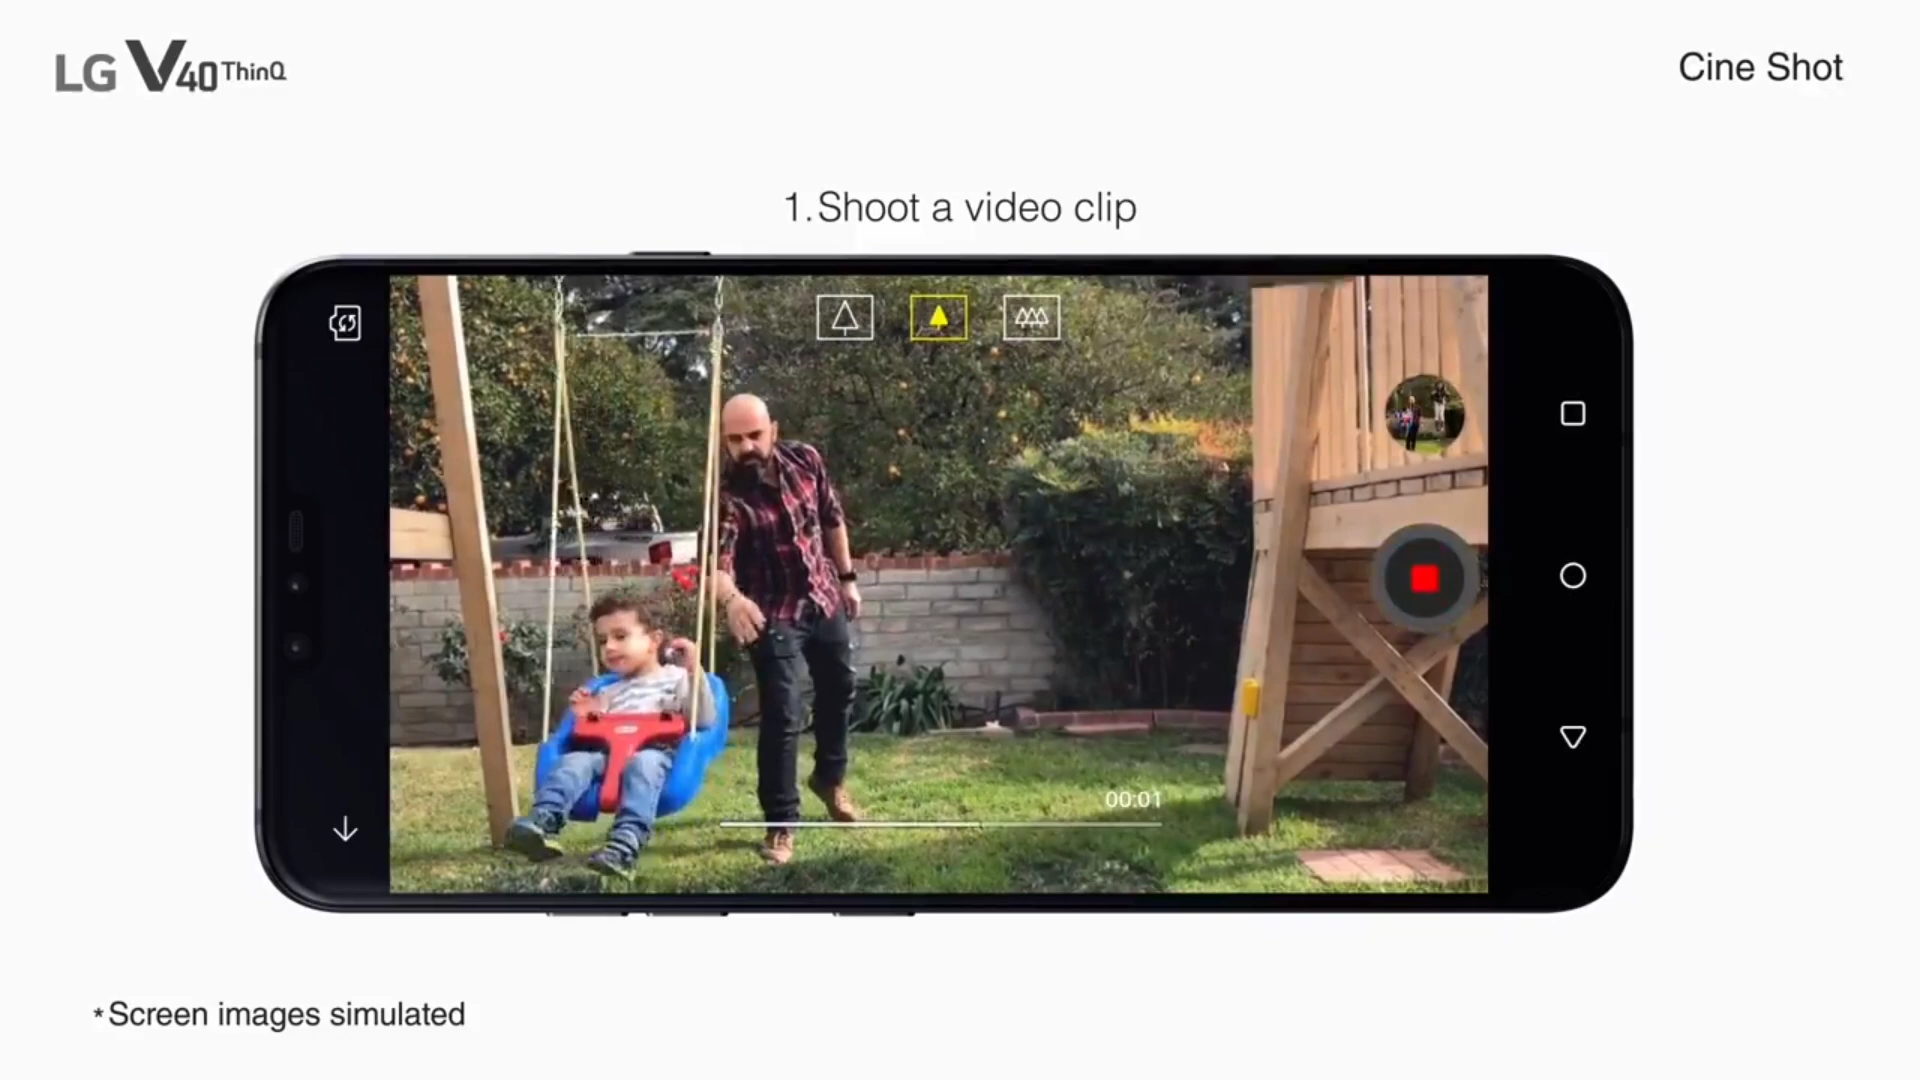 LG V40 ThinQ
Cine Shot
1.Shoot a video clip
00:01
*Screen images simulated